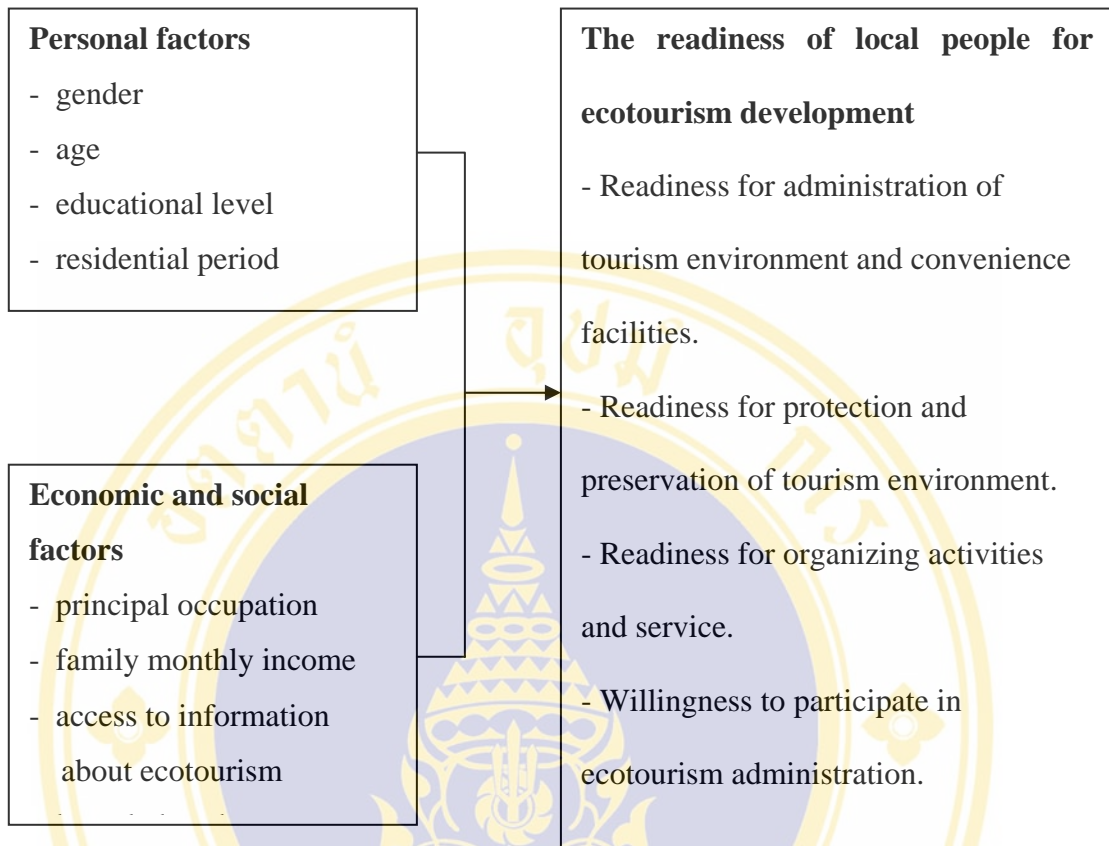 Personal factors
- gender
- age
- educational level
- residential period
Economic and social
factors
- principal occupation
- family monthly income
- access to information
about ecotourism
The readiness of local people for
ecotourism development
- Readiness for administration of
tourism environment and convenience
facilities.
- Readiness for protection and
preservation of tourism environment.
- Readiness for organizing activities
and service.
- Willingness to participate in
ecotourism administration.